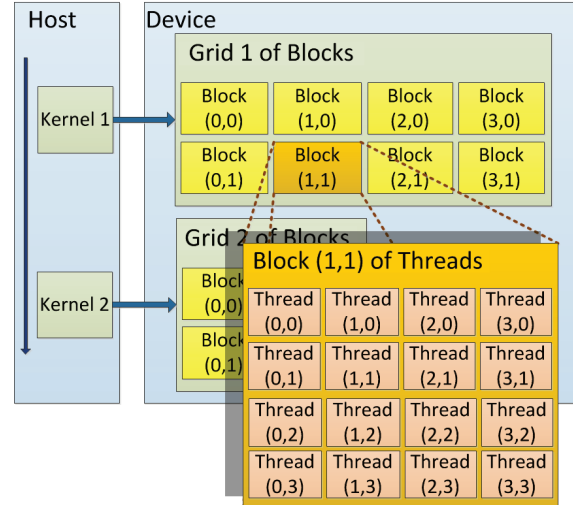 Host
Device
Grid 1 of Blocks
Kernel 1
Block
(0,0)
Block
(1,0)
Block
(2,0)
Block
(3,0)
Block
(0,1)
Block
(1,1)
Block
(2,1)
Block
(3,1)
Grid 2 of Blocks
Kernel 2
Block
(0,0)
Block
(0,1)
Block (1,1) of Threads
Thread
(0,0)
Thread
(1,0)
Thread
(2,0)
Thread
(3,0)
Thread
(0,1)
Thread
(1,1)
Thread
(2,1)
Thread
(3,1)
Thread
(0,2)
Thread
(1,2)
Thread
(2,2)
Thread
(3,2)
Thread
(0,3)
Thread
(1,3)
Thread
(2,3)
Thread
(3,3)